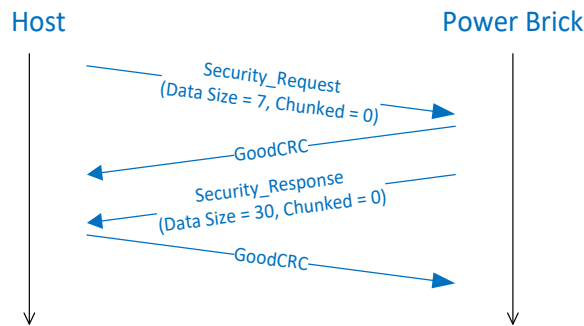 Host
Power Brick
Security_Request
(Data Size = 7, Chunked = 0)
GoodCRC
Security_Response
(Data Size = 30, Chunked = 0)
GoodCRC